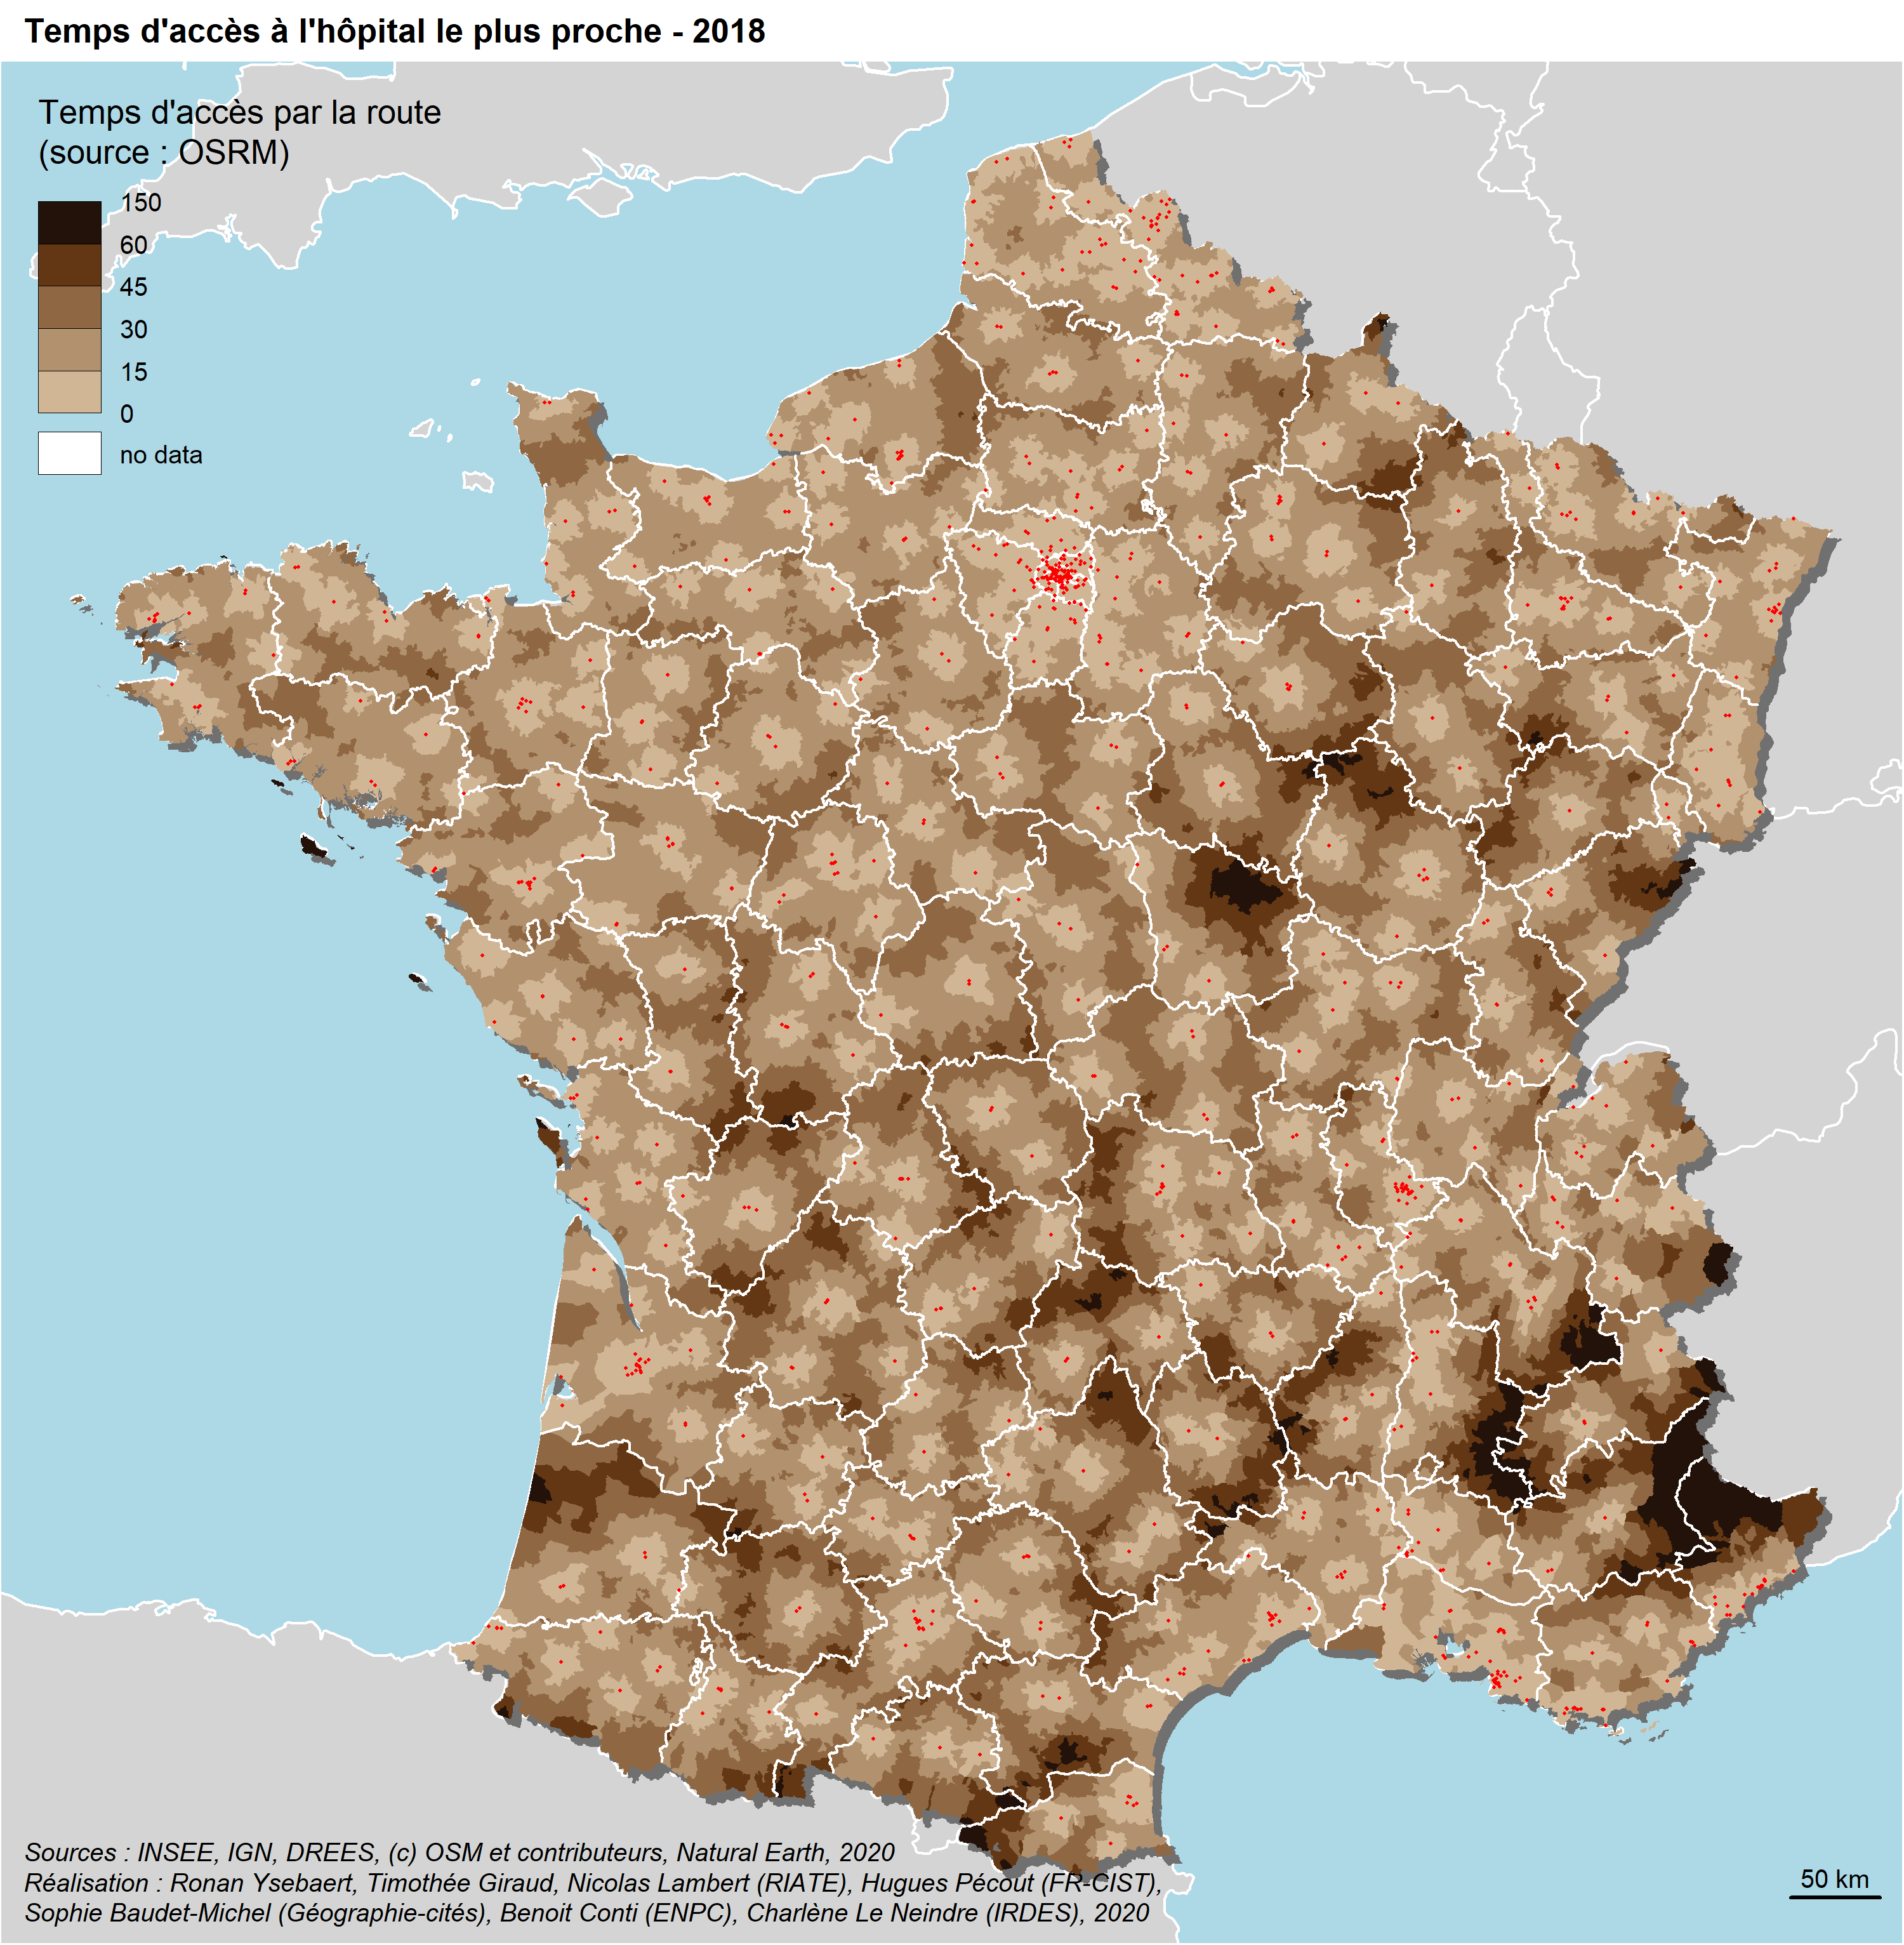 Temps d'accès à l'hôpital le plus proche - 2018
Temps d'accès par la route
(source : OSRM)
150
60
45
30
15
0
no data
Sources : INSEE, IGN, DREES, (c) OSM et contributeurs, Natural Earth, 2020
Réalisation : Ronan Ysebaert, Timothée Giraud, Nicolas Lambert (RIATE), Hugues Pécout (FR-CIST),
Sophie Baudet-Michel (Géographie-cités), Benoit Conti (ENPC), Charlène Le Neindre (IRDES), 2020
50 km